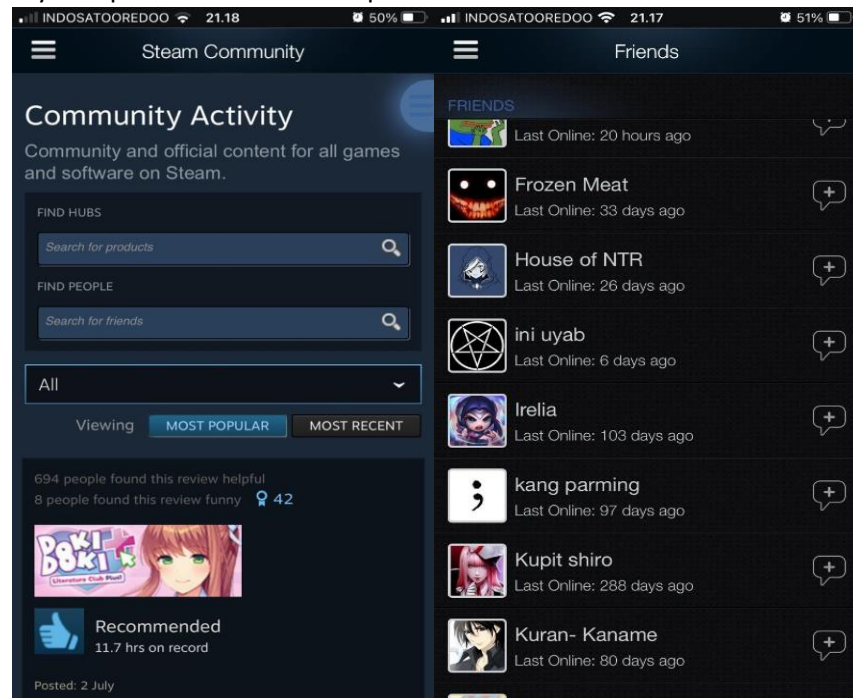 INDOSATOOREDOO 21.18 50%
Steam Community
Community Activity
Community and official content for all games
and software on Steam.
FIND HUBS
Search for products
FIND PEOPLE
Search for friends
All
Viewing MOST POPULAR MOST RECENT
694 people found this review helpful
8 people found this review funny 42
DOKI DOKI
Literature Club Plus!
Recommended
11.7 hrs on record
Posted: 2 July
INDOSATOOREDOO 21.17 51%
Friends
FRIENDS
Last Online: 20 hours ago
Frozen Meat
Last Online: 33 days ago
House of NTR
Last Online: 26 days ago
ini uyab
Last Online: 6 days ago
Irelia
Last Online: 103 days ago
kang parming
Last Online: 97 days ago
Kupit shiro
Last Online: 288 days ago
Kuran- Kaname
Last Online: 80 days ago